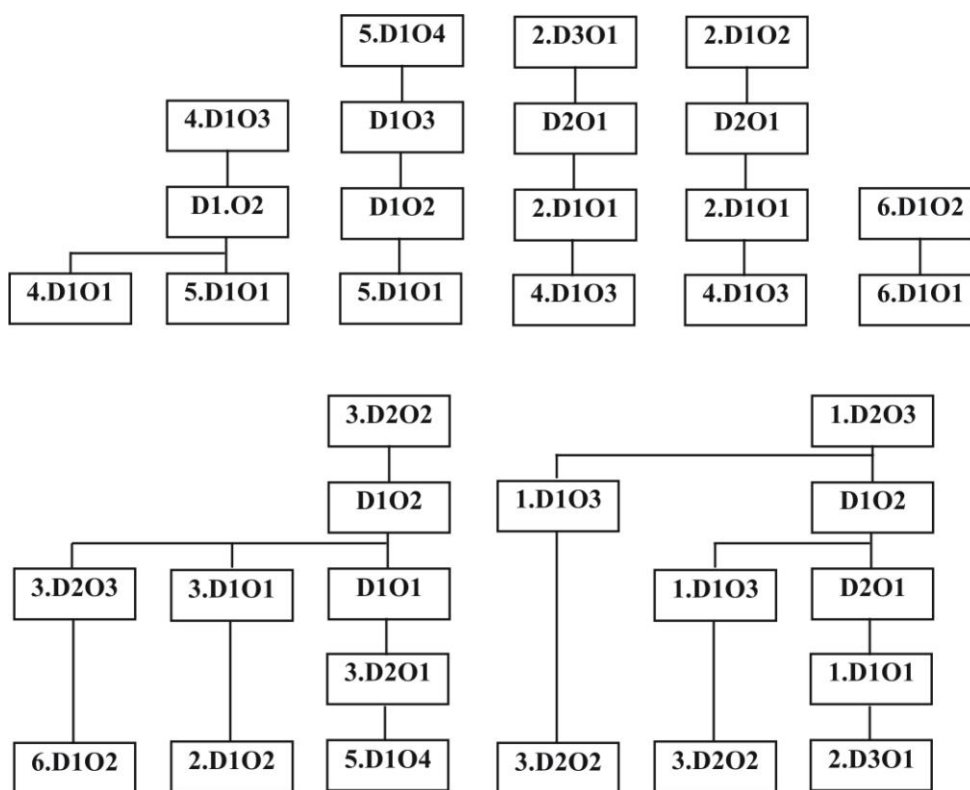 5.D1O4 2.D3O1 2.D1O2
4.D1O3 D1O3 D2O1 D2O1
D1.O2 D1O2 2.D1O1 2.D1O1 6.D1O2
4.D1O1 5.D1O1 5.D1O1 4.D1O3 4.D1O3 6.D1O1
3.D2O2 1.D2O3
D1O2 1.D1O3 D1O2
3.D2O3 3.D1O1 D1O1 1.D1O3 D2O1
3.D2O1 1.D1O1
6.D1O2 2.D1O2 5.D1O4 3.D2O2 3.D2O2 2.D3O1